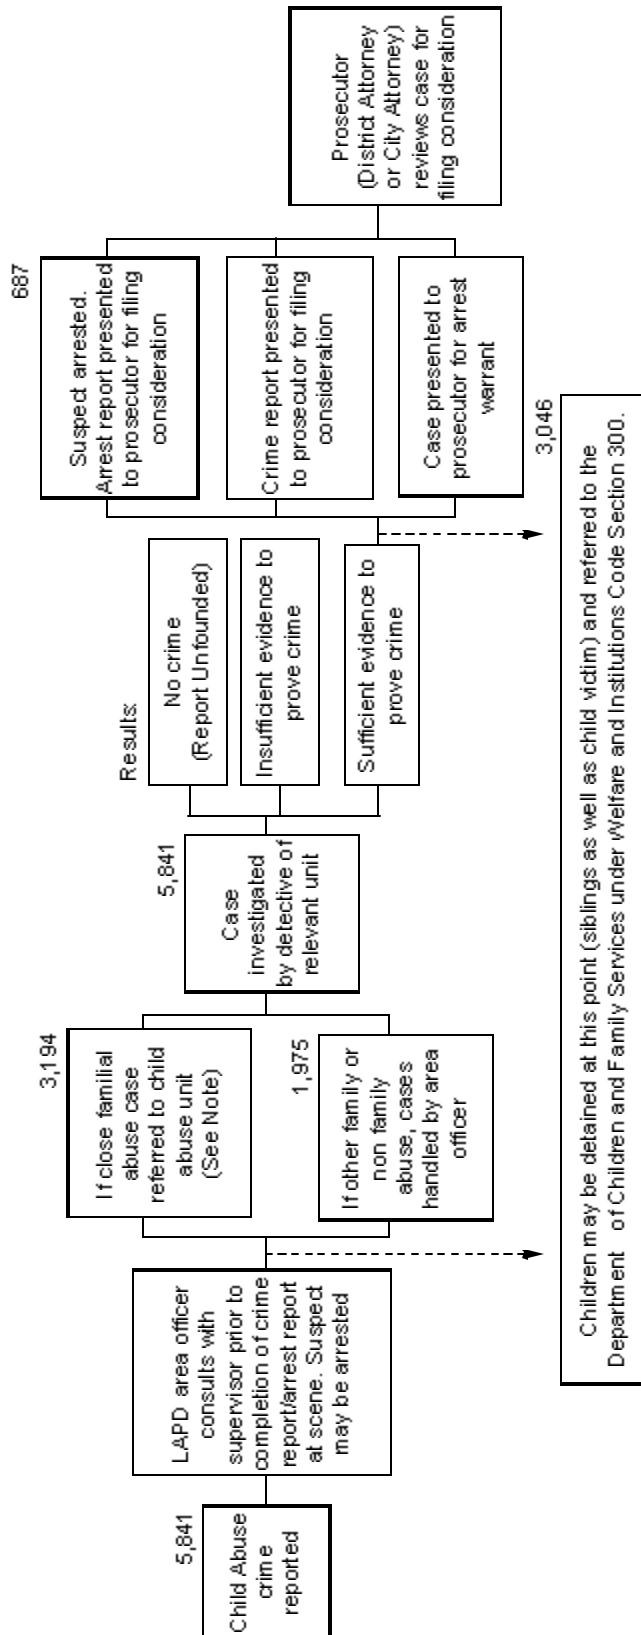 5,841
Child Abuse
crime
reported
LAPD area officer
consults with
supervisor prior to
completion of crime
report/arrest report
at scene. Suspect
may be arrested
3,194
If close familial
abuse case
referred to child
abuse unit
(See Note)
1,975
If other family or
non family
abuse, cases
handled by area
officer
5,841
Case
investigated
by detective of
relevant unit
Results:
No crime
(Report Unfounded)
Insufficient evidence to
prove crime
Sufficient evidence to
prove crime
687
Suspect arrested.
Arrest report presented
to prosecutor for filing
consideration
Crime report presented
to prosecutor for filing
consideration
Case presented to
prosecutor for arrest
warrant
Prosecutor
(District Attorney
or City Attorney)
reviews case for
filing consideration
3,046
Children may be detained at this point (siblings as well as child victim) and referred to the
Department of Children and Family Services under Welfare and Institutions Code Section 300.